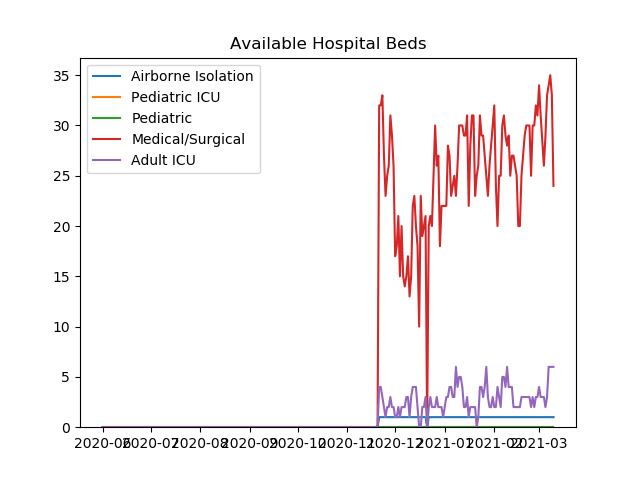 Available Hospital Beds
Airborne Isolation
Pediatric ICU
Pediatric
Medical/Surgical
Adult ICU
35
30
25
20
15
10
5
0
2020-06 2020-07 2020-08 2020-09 2020-10 2020-11 2020-12 2021-01 2021-02 2021-03